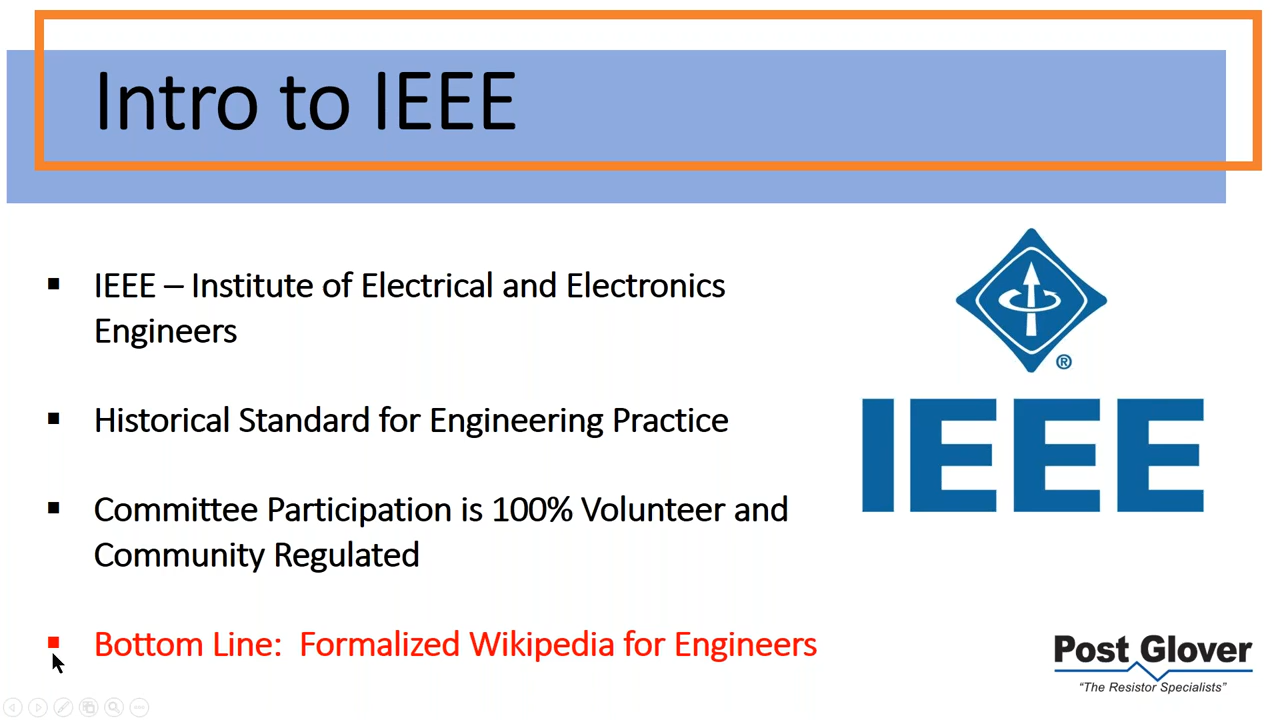 Intro to IEEE
▪ IEEE – Institute of Electrical and Electronics
Engineers
▪ Historical Standard for Engineering Practice
▪ Committee Participation is 100% Volunteer and
Community Regulated
▪ Bottom Line:  Formalized Wikipedia for Engineers
®
IEEE
Post Glover
“The Resistor Specialists”